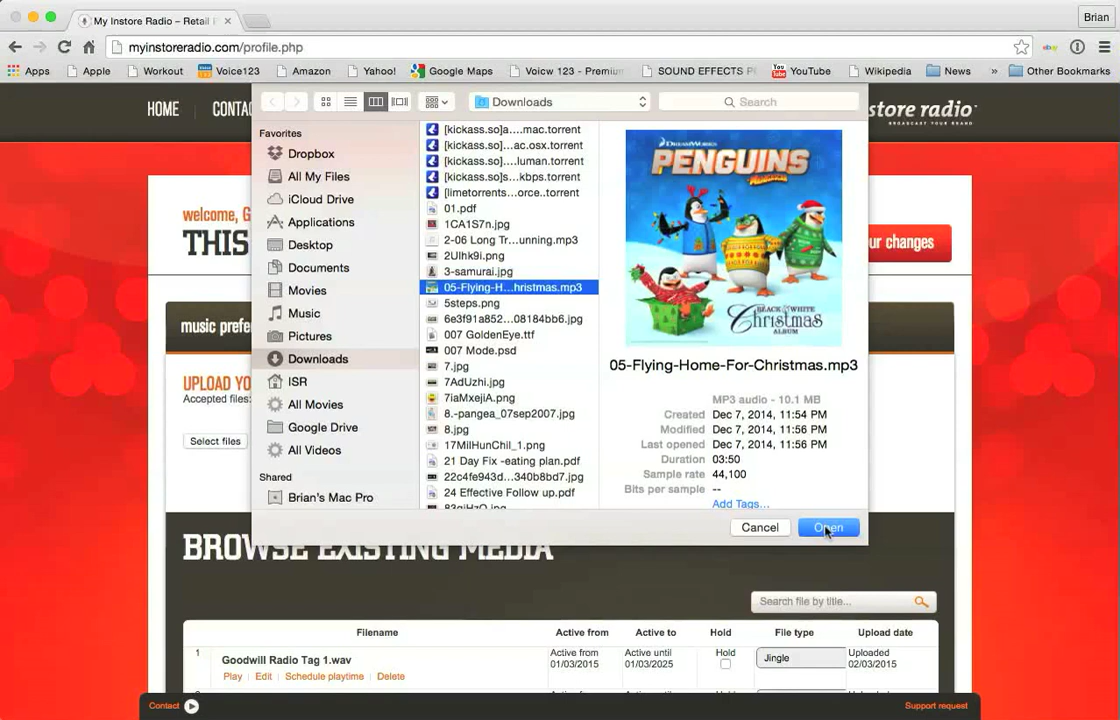 My Instore Radio – Retail
Brian
myinstoreradio.com/profile.php
Apps Apple Workout Voice123 Amazon Yahoo! Google Maps Voicw 123 – Premiu SOUND EFFECTS YouTube Wikipedia News » Other Bookmarks
HOME CONTA
store radio
BROADCAST YOUR BRAND
Downloads
Search
Favorites
Dropbox
All My Files
iCloud Drive
Applications
Desktop
Documents
Movies
Music
Pictures
Downloads
ISR
All Movies
Google Drive
All Videos
Shared
Brian's Mac Pro
[kickass.so]a....mac.torrent
[kickass.so]....ac.osx.torrent
[kickass.so]....luman.torrent
[kickass.so]s....kbps.torrent
[limetorrents...orce..torrent
01.pdf
1CA1S7n.jpg
2-06 Long Tr...unning.mp3
2UIhk9i.png
3-samurai.jpg
05-Flying-H...hristmas.mp3
5steps.png
6e3f91a852...08184bb6.jpg
007 GoldenEye.ttf
007 Mode.psd
7.jpg
7AdUzhi.jpg
7iaMxejiA.png
8.-pangea_07sep2007.jpg
8.jpg
17MilHunChil_1.png
21 Day Fix -eating plan.pdf
22c4fe943d...340b8bd7.jpg
24 Effective Follow up.pdf
DREAMWORKS
PENGUINS
BLACK & WHITE
Christmas
ALBUM
05-Flying-Home-For-Christmas.mp3
MP3 audio - 10.1 MB
Created Dec 7, 2014, 11:54 PM
Modified Dec 7, 2014, 11:56 PM
Last opened Dec 7, 2014, 11:56 PM
Duration 03:50
Sample rate 44,100
Bits per sample --
Add Tags...
Cancel
Open
welcome, G
THIS
ur changes
music prefe
UPLOAD YO
Accepted files:
Select files
BROWSE EXISTING MEDIA
Search file by title...
Filename Active from Active to Hold File type Upload date
1 Goodwill Radio Tag 1.wav
Play Edit Schedule playtime Delete
Active from
01/03/2015
Active until
01/03/2025
Hold
Jingle
Uploaded
02/03/2015
Contact
Support request